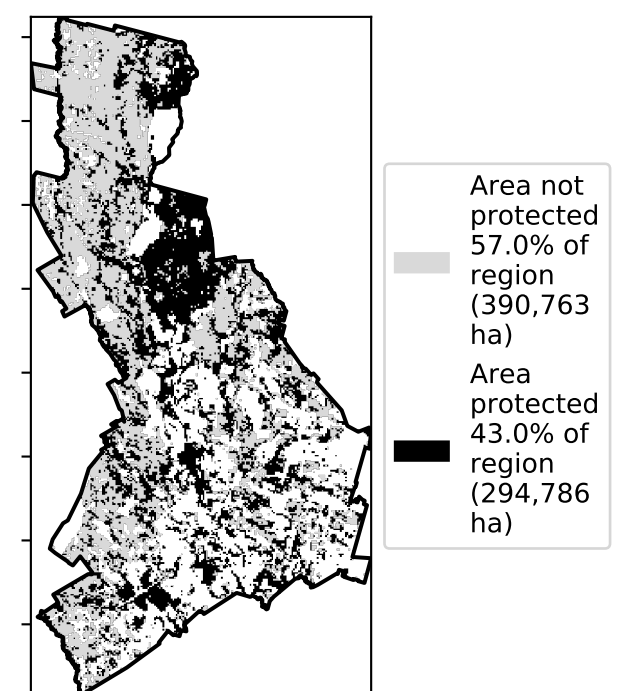 Area not
protected
57.0% of
region
(390,763
ha)
Area
protected
43.0% of
region
(294,786
ha)